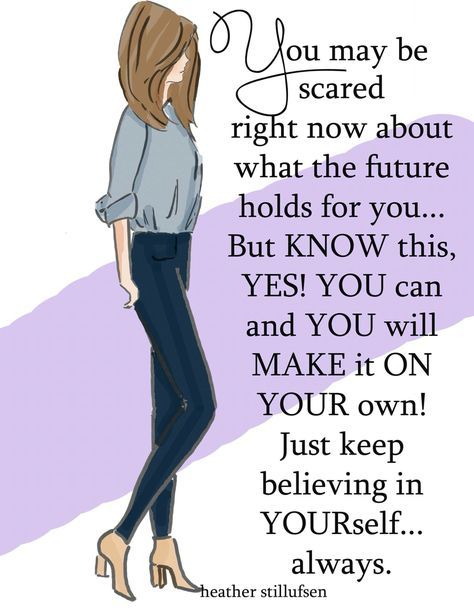 You may be
scared
right now about
what the future
holds for you...
But KNOW this,
YES! YOU can
and YOU will
MAKE it ON
YOUR own!
Just keep
believing in
YOURself...
always.
heather stillufsen